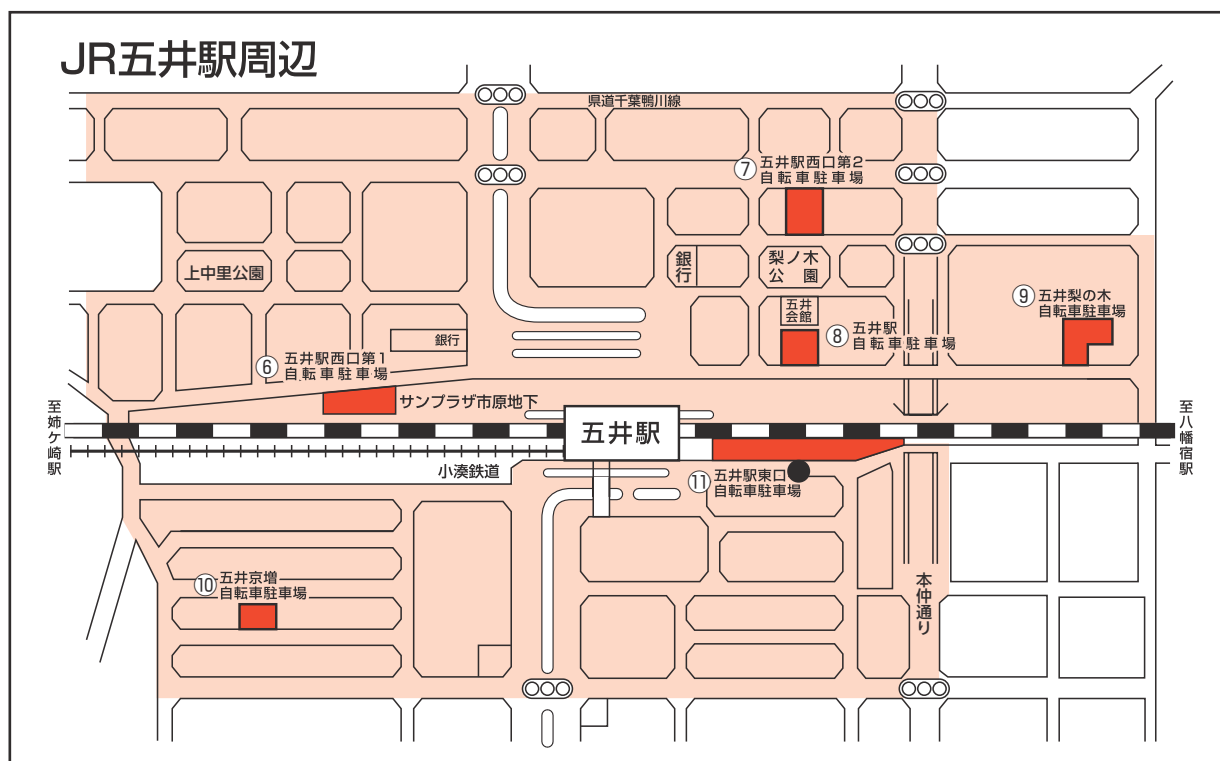 JR五井駅周辺
県道千葉鴨川線
⑦ 五井駅西口第2
自転車駐車場
上中里公園
銀行
梨ノ木
公園
五井
会館
⑨ 五井梨の木
自転車駐車場
銀行
⑧ 五井駅
自転車駐車場
⑥ 五井駅西口第1
自転車駐車場
サンプラザ市原地下
至姉ケ崎駅
五井駅
至八幡宿駅
小湊鉄道
⑪ 五井駅東口
自転車駐車場
⑩ 五井京増
自転車駐車場
本仲通り